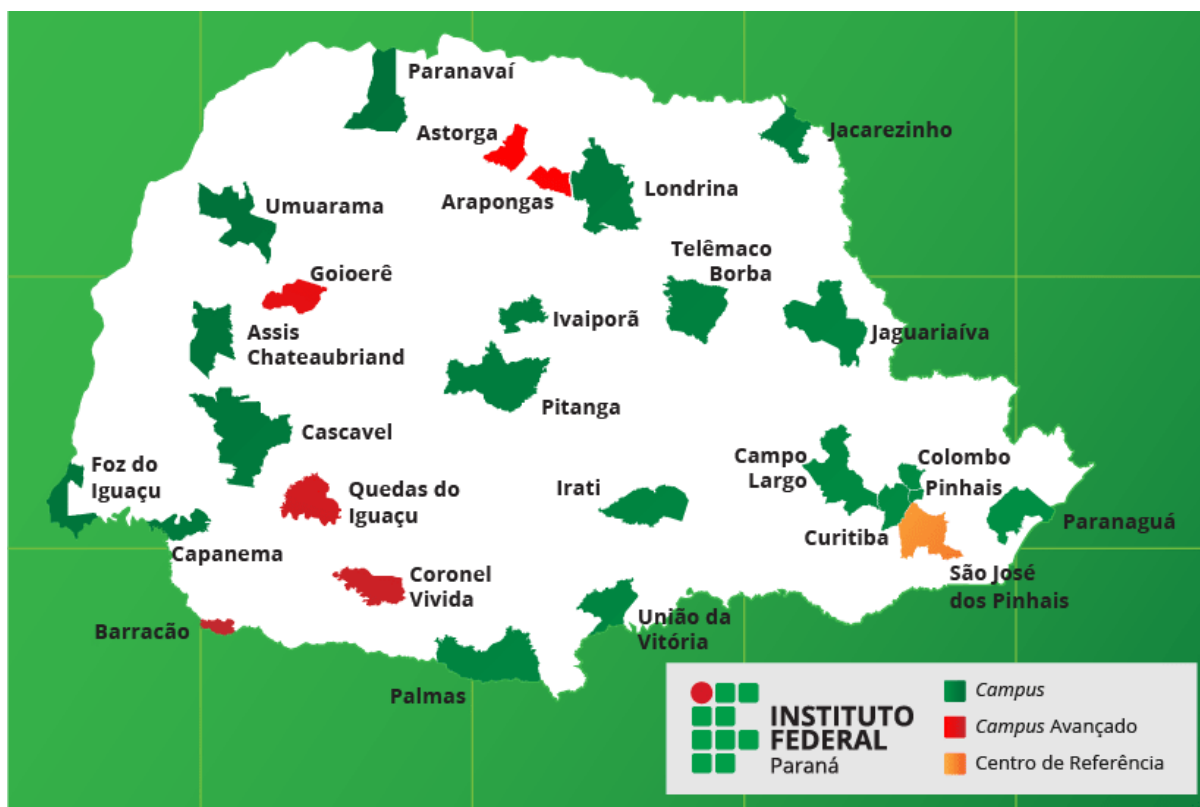 Paranavaí
Astorga
Jacarezinho
Arapongas
Londrina
Umuarama
Telêmaco
Borba
Goioerê
Ivaiporã
Assis
Chateaubriand
Jaguariaíva
Pitanga
Cascavel
Campo
Largo
Colombo
Pinhais
Foz do
Iguaçu
Quedas do
Iguaçu
Irati
Curitiba
Paranaguá
Capanema
Coronel
Vivida
São José
dos Pinhais
Barracão
União da
Vitória
Palmas
INSTITUTO
FEDERAL
Paraná
Campus
Campus Avançado
Centro de Referência